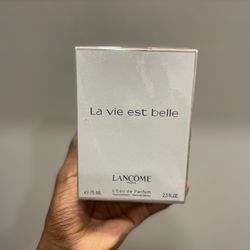 La vie est belle
LANCÔME
PARIS
L'Eau de Parfum
℮ 75 ML
2.5 FL.OZ